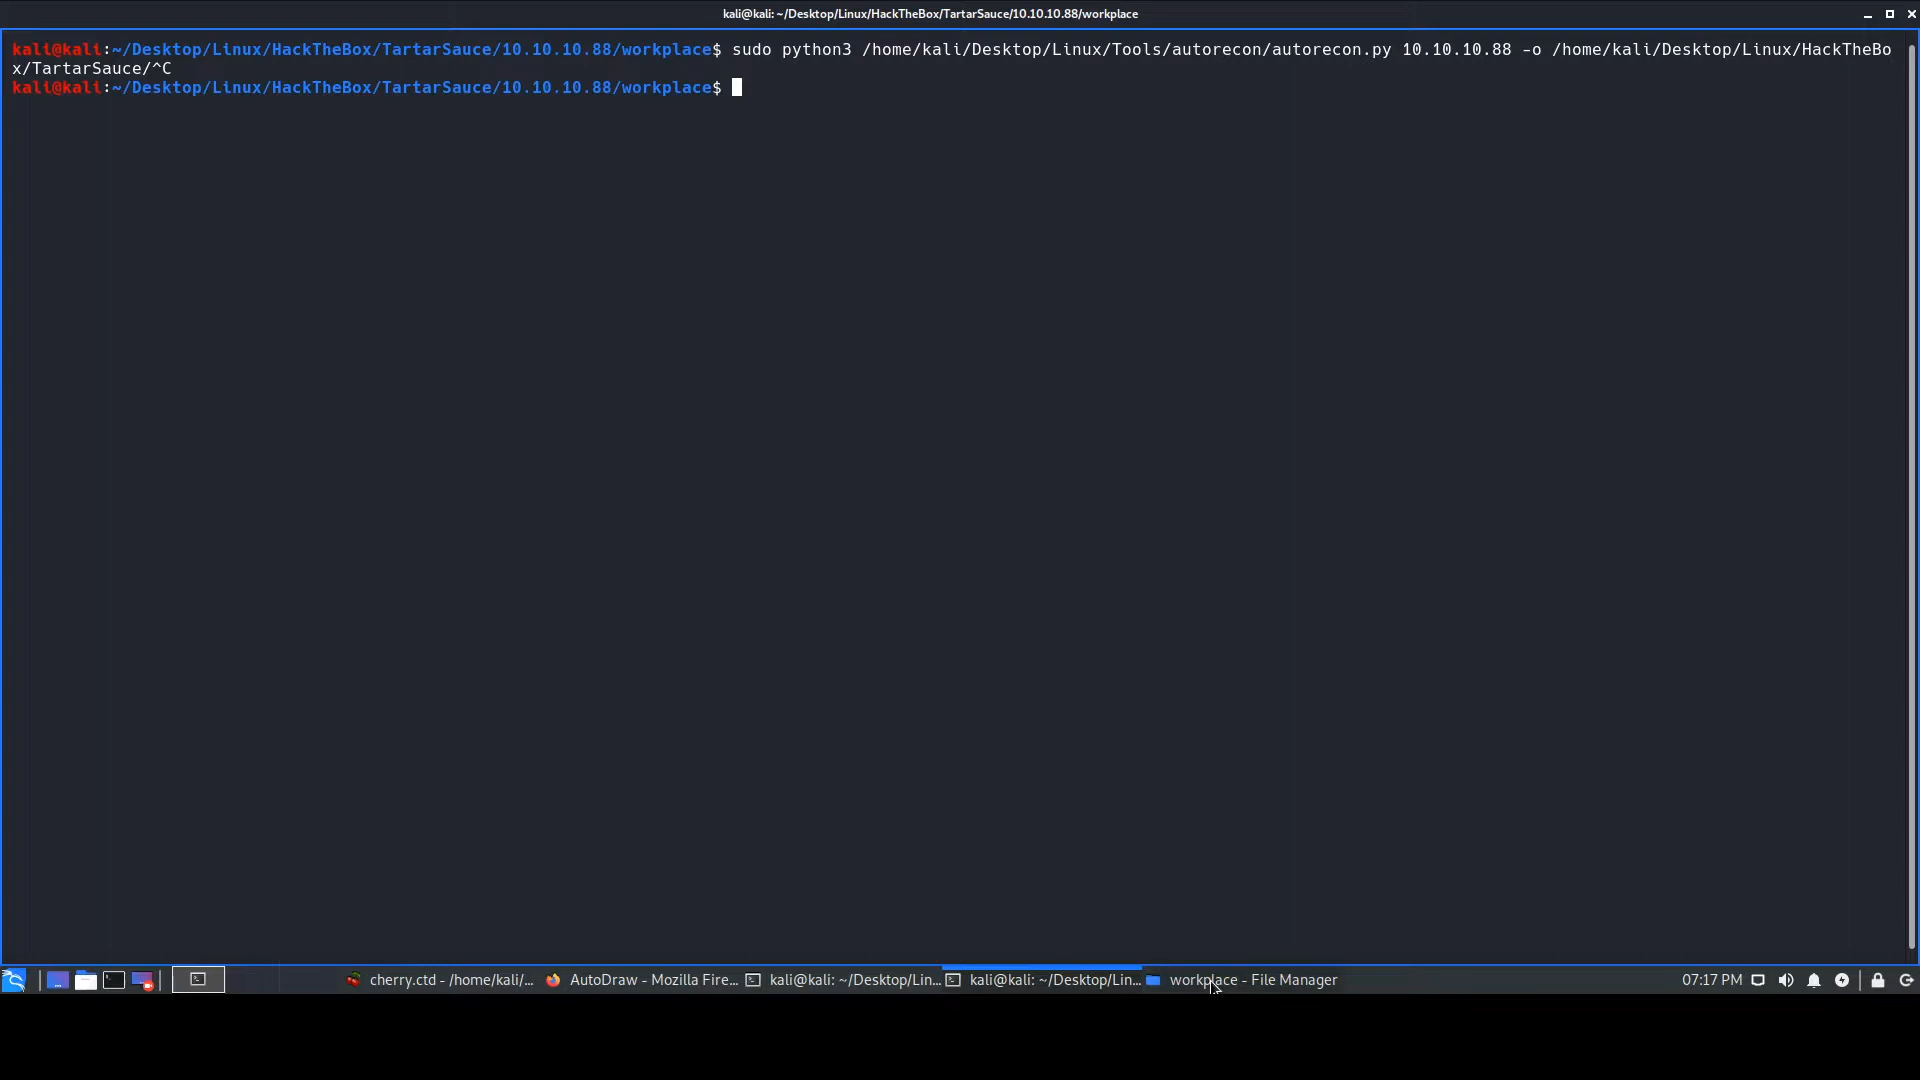 kali@kali: ~/Desktop/Linux/HackTheBox/TartarSauce/10.10.10.88/workplace
kali@kali:~/Desktop/Linux/HackTheBox/TartarSauce/10.10.10.88/workplace$ sudo python3 /home/kali/Desktop/Linux/Tools/autorecon/autorecon.py 10.10.10.88 -o /home/kali/Desktop/Linux/HackTheBo
x/TartarSauce/^C
kali@kali:~/Desktop/Linux/HackTheBox/TartarSauce/10.10.10.88/workplace$
cherry.ctd - /home/kali/... AutoDraw - Mozilla Fire... kali@kali: ~/Desktop/Lin... kali@kali: ~/Desktop/Lin... workplace - File Manager 07:17 PM